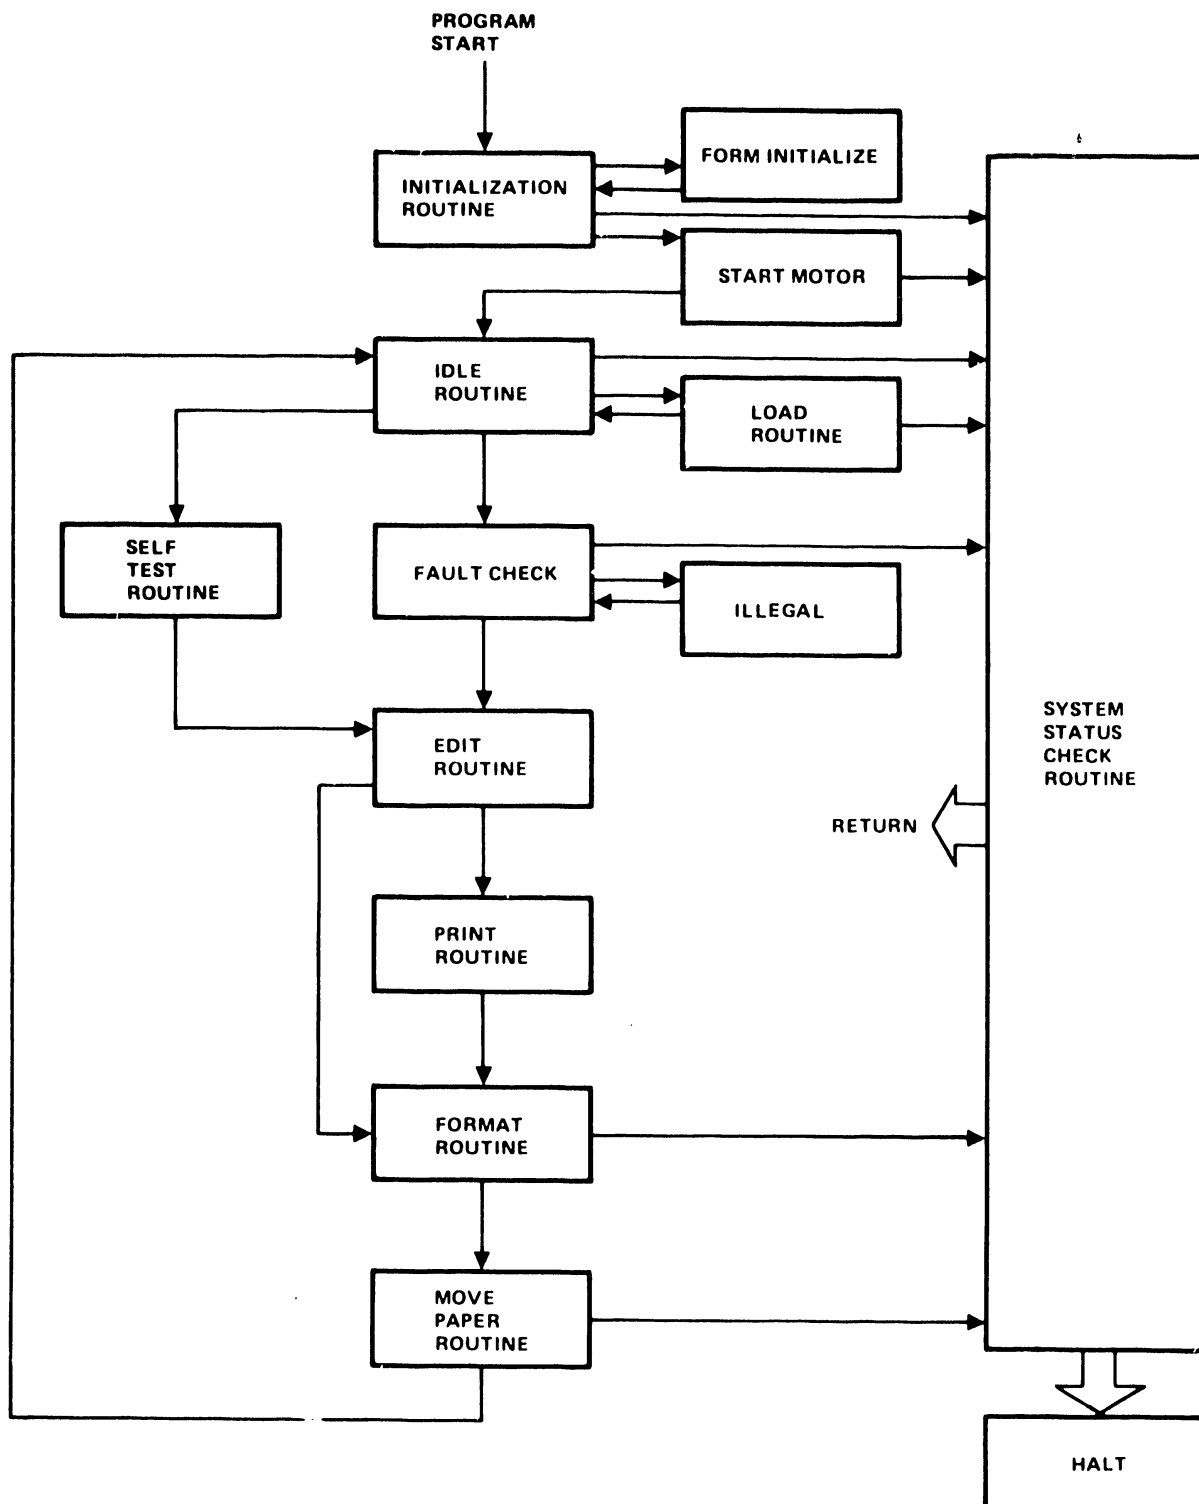 PROGRAM
START
FORM INITIALIZE
INITIALIZATION
ROUTINE
START MOTOR
IDLE
ROUTINE
LOAD
ROUTINE
SELF
TEST
ROUTINE
FAULT CHECK
ILLEGAL
EDIT
ROUTINE
SYSTEM
STATUS
CHECK
ROUTINE
RETURN
PRINT
ROUTINE
FORMAT
ROUTINE
MOVE
PAPER
ROUTINE
HALT